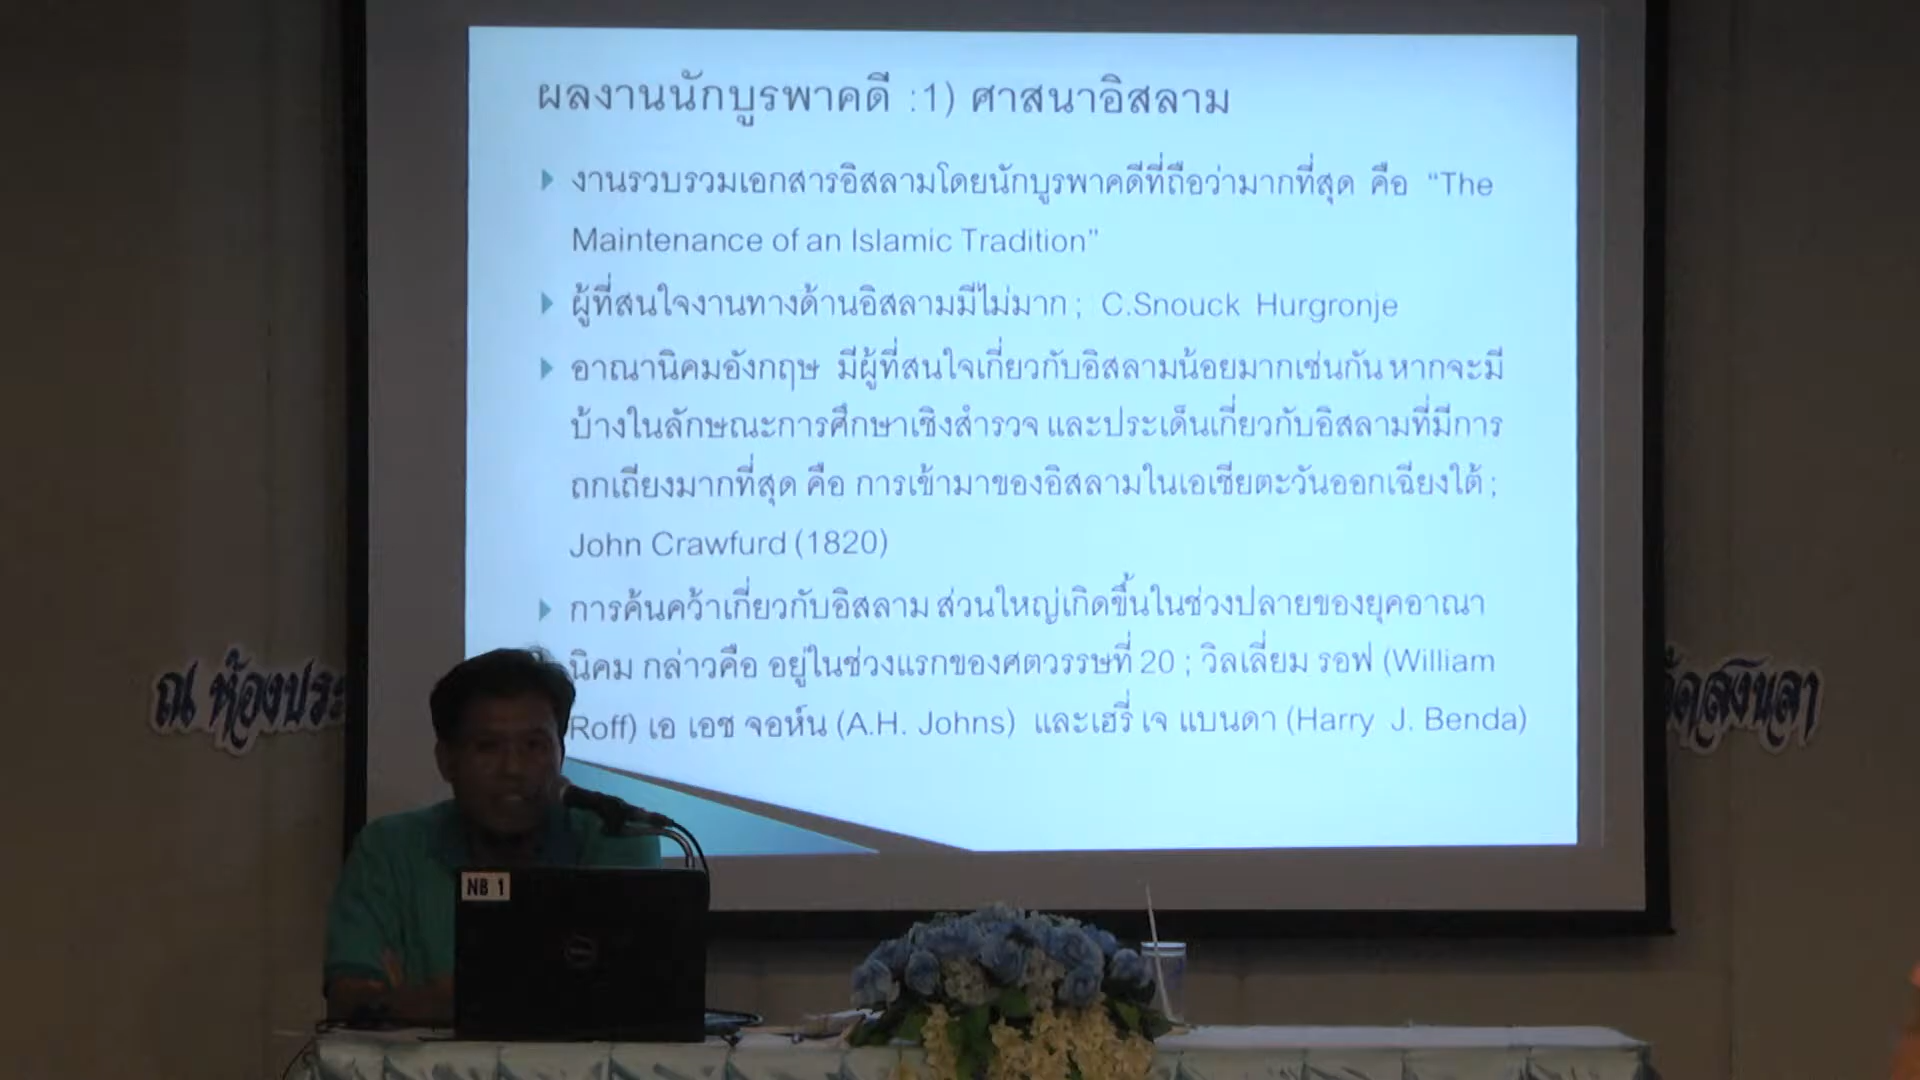 ผลงานนักบูรพาคดี :1) ศาสนาอิสลาม
งานรวบรวมเอกสารอิสลามโดยนักบูรพาคดีที่ถือว่ามากที่สุด คือ “The
Maintenance of an Islamic Tradition”
ผู้ที่สนใจงานทางด้านอิสลามมีไม่มาก ; C.Snouck Hurgronje
อาณานิคมอังกฤษ มีผู้ที่สนใจเกี่ยวกับอิสลามน้อยมากเช่นกัน หากจะมี
บ้างในลักษณะการศึกษาเชิงสำรวจ และประเด็นเกี่ยวกับอิสลามที่มีการ
ถกเถียงมากที่สุด คือ การเข้ามาของอิสลามในเอเชียตะวันออกเฉียงใต้ ;
John Crawfurd (1820)
การค้นคว้าเกี่ยวกับอิสลาม ส่วนใหญ่เกิดขึ้นในช่วงปลายของยุคอาณา
นิคม กล่าวคือ อยู่ในช่วงแรกของศตวรรษที่ 20 ; วิลเลี่ยม รอฟ (William
Roff) เอ เอช จอห์น (A.H. Johns) และเฮรี่ เจ แบนดา (Harry J. Benda)
ณ ห้องประ
สงขลา
NB 1